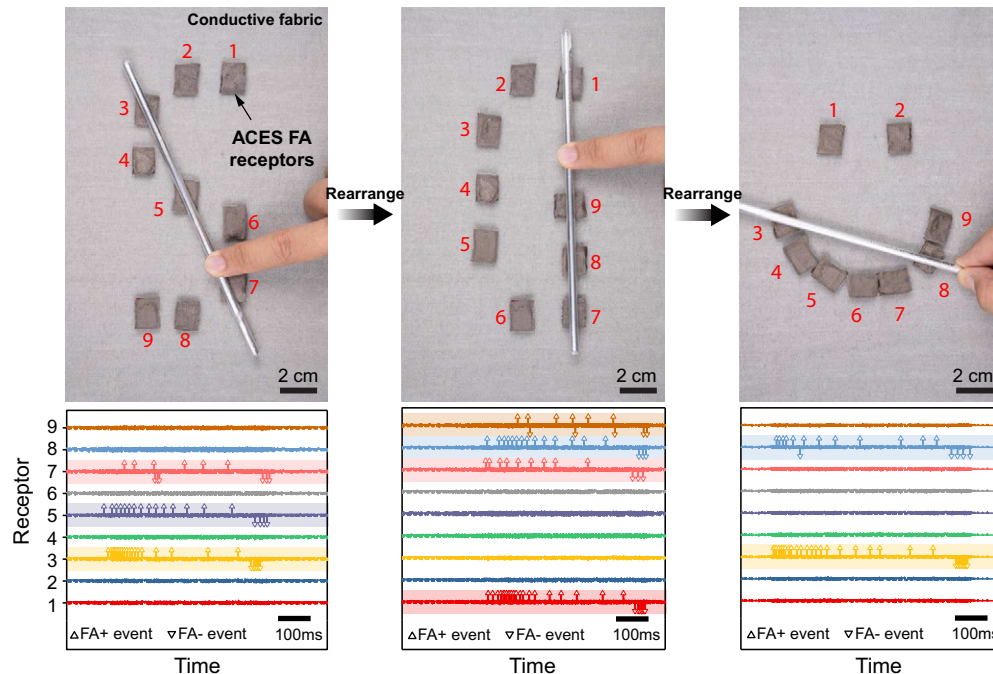 Conductive fabric
2 1
3
ACES FA
receptors
4
5
6
7
9 8
2 cm
Rearrange
2 1
3
4
9
5
8
6 7
2 cm
Rearrange
1 2
3 9
4
5 8
6 7
2 cm
Receptor
9
8
7
6
5
4
3
2
1
100ms
△FA+ event ▽FA- event
Time
100ms
△FA+ event ▽FA- event
Time
100ms
△FA+ event ▽FA- event
Time